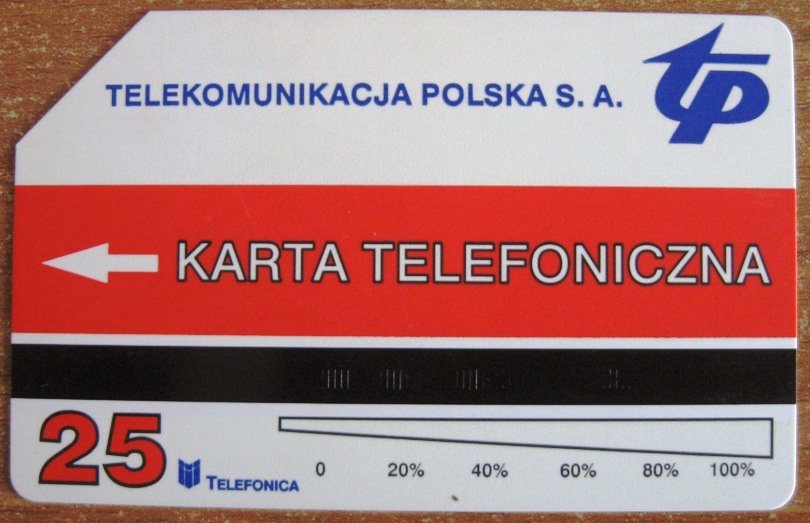 TELEKOMUNIKACJA POLSKA S. A.
TP
KARTA TELEFONICZNA
25
TELEFONICA
0 20% 40% 60% 80% 100%